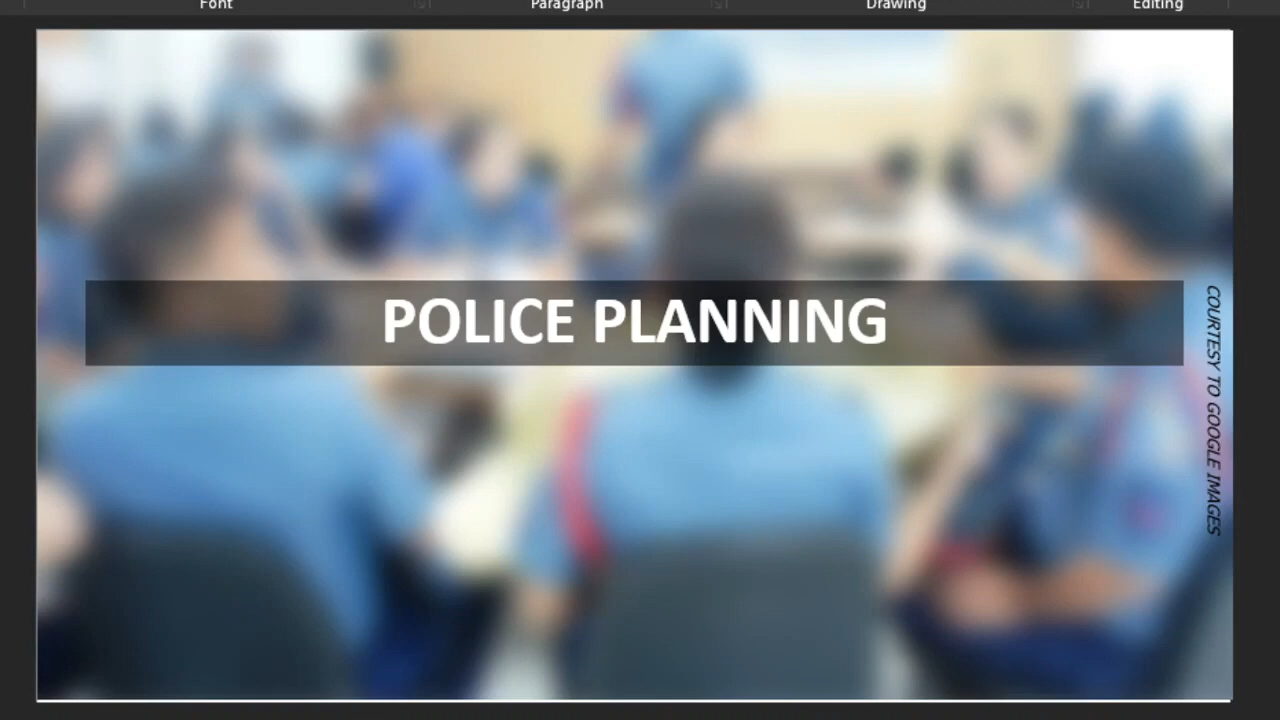 Font
Paragraph
Drawing
Editing
POLICE PLANNING
COURTESY TO GOOGLE IMAGES